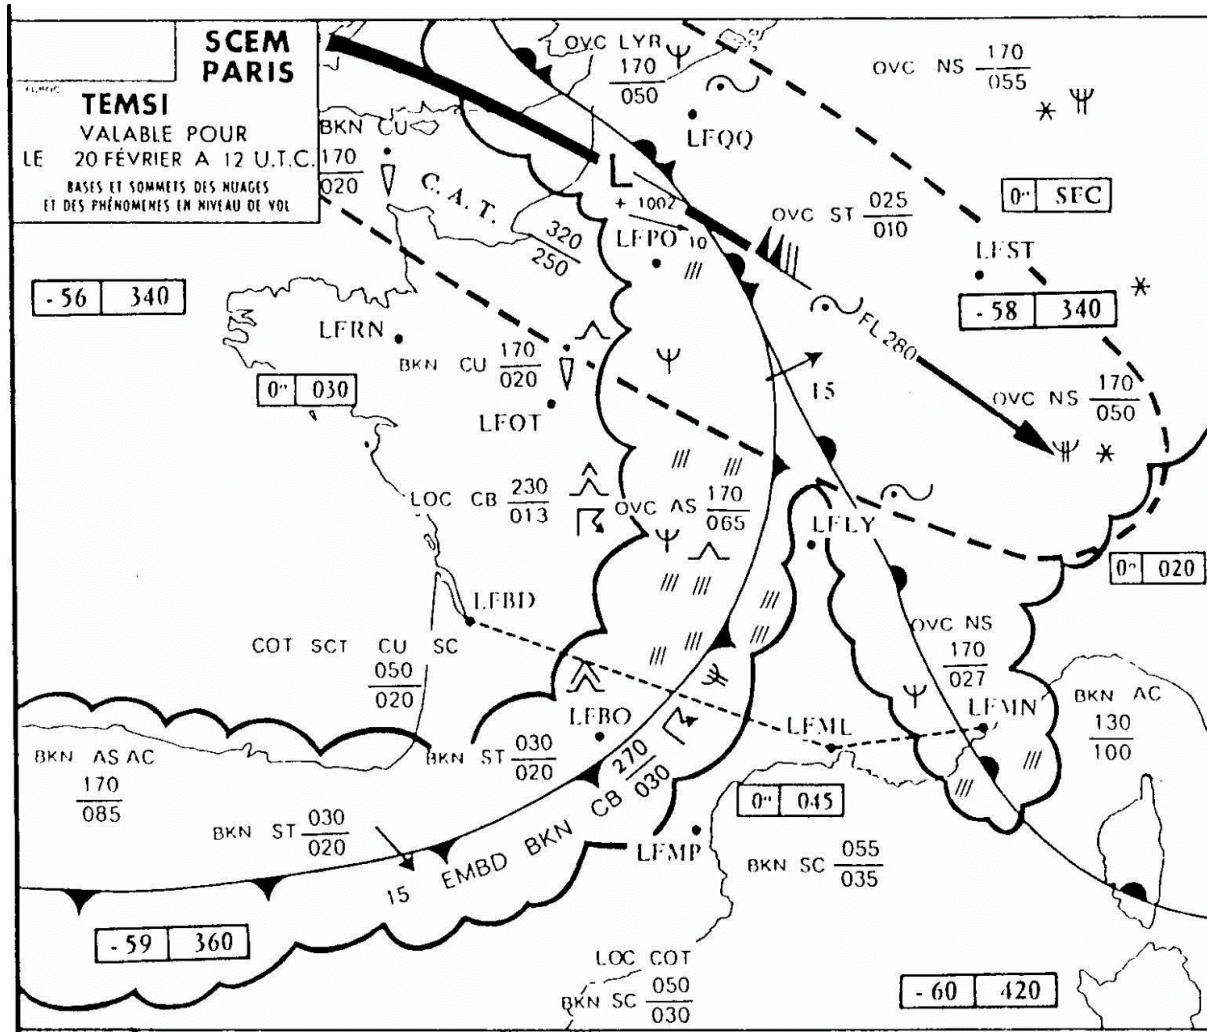 SCEM
PARIS
TEMSI
VALABLE POUR
LE 20 FÉVRIER A 12 U.T.C.
BASES ET SOMMETS DES NUAGES
ET DES PHÉNOMENES EN NIVEAU DE VOL
OVC LYR
170
050
OVC NS 170
055
LFQQ
BKN CU
170
020
C. A. T.
320
250
L
+ 1002
10
LFPO
OVC ST 025
010
0° SFC
LFST
-56 340
-58 340
LFRN
FL 280
BKN CU 170
020
0° 030
15
OVC NS 170
050
LFOT
LOC CB 230
013
OVC AS 170
065
LFLY
0° 020
LFBD
COT SCT CU SC
050
020
OVC NS
170
027
BKN AC
130
100
LFBO
LFML
LFMN
BKN AS AC
170
085
BKN ST 030
020
0° 045
BKN ST 030
020
15 EMBD BKN CB 270
030
LFMP
BKN SC 055
035
-59 360
LOC COT
BKN SC 050
030
-60 420